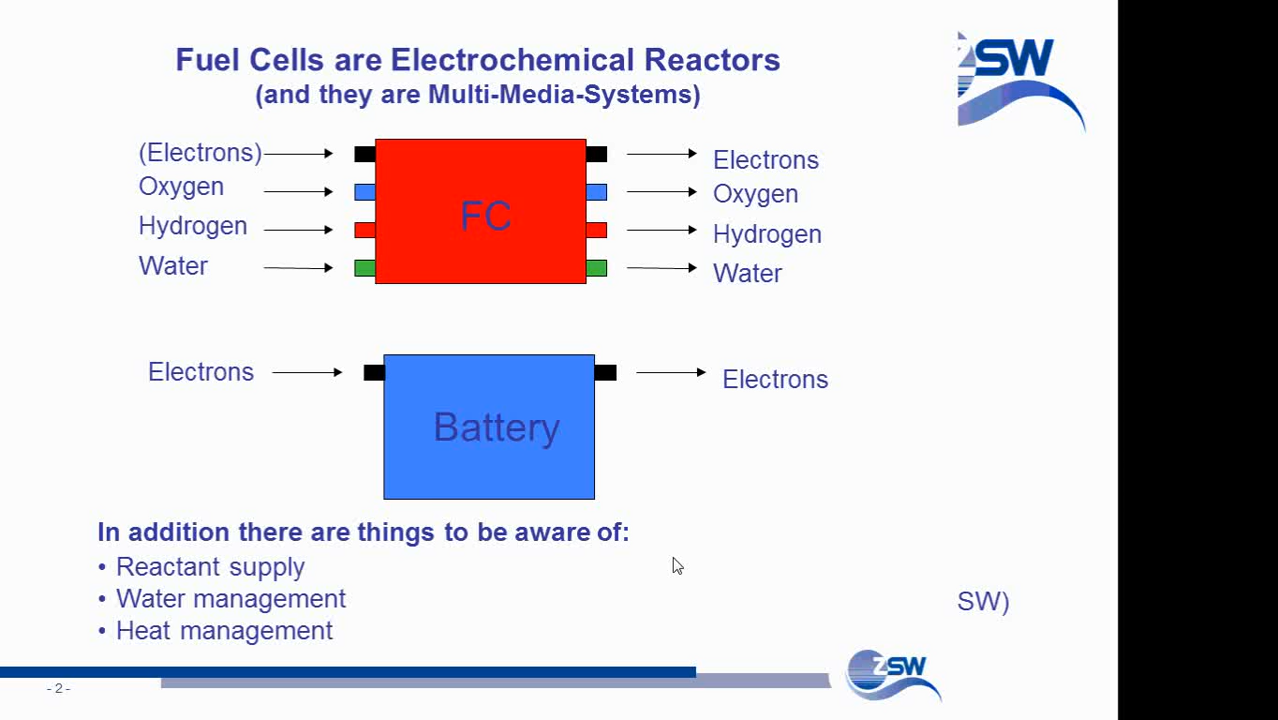 Fuel Cells are Electrochemical Reactors
(and they are Multi-Media-Systems)
ZSW
(Electrons)
Electrons
Oxygen
Oxygen
FC
Hydrogen
Hydrogen
Water
Water
Electrons
Electrons
Battery
In addition there are things to be aware of:
• Reactant supply
• Water management
SW)
• Heat management
ZSW
- 2 -